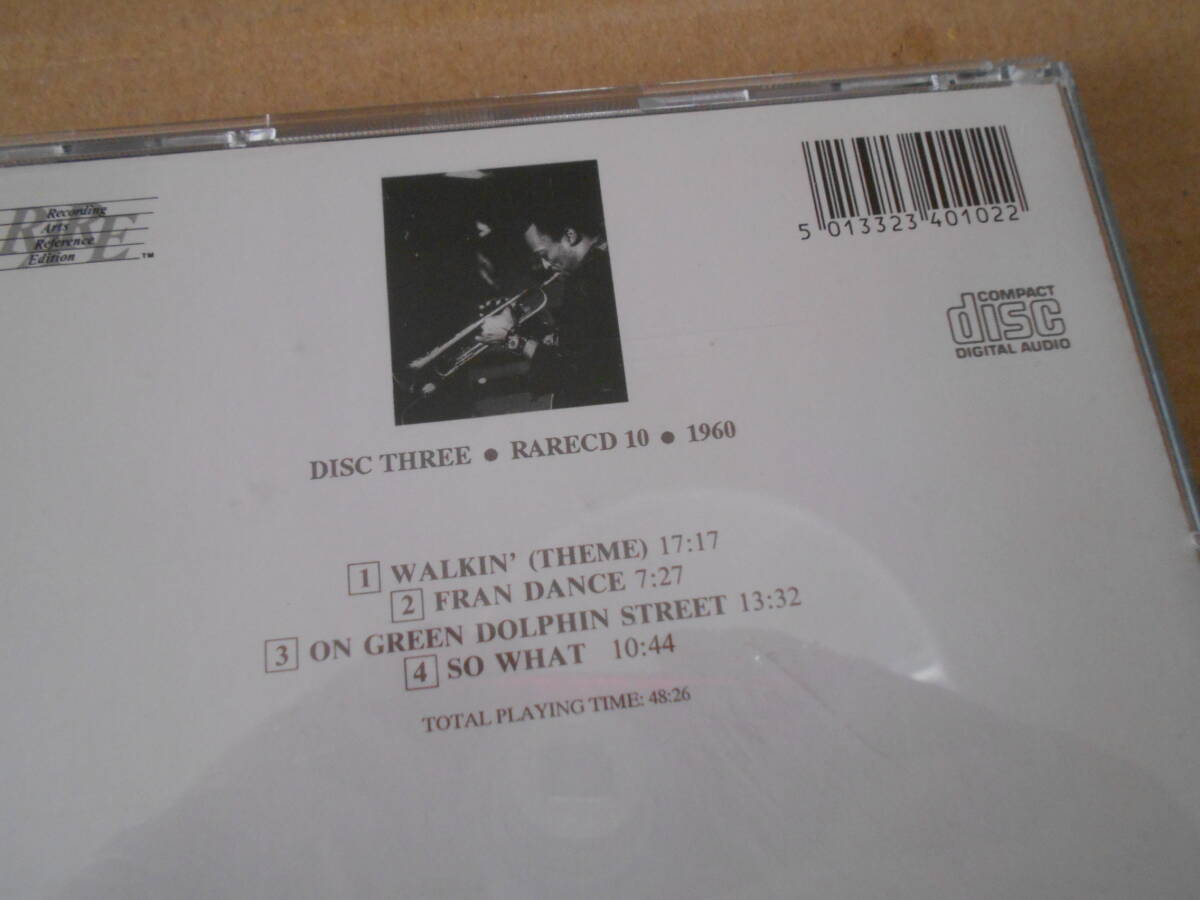 RARE
Recording
Arts
Reference
Edition ™
5 013323 401022
COMPACT
disc
DIGITAL AUDIO
DISC THREE ● RARECD 10 ● 1960
1 WALKIN' (THEME) 17:17
2 FRAN DANCE 7:27
3 ON GREEN DOLPHIN STREET 13:32
4 SO WHAT 10:44
TOTAL PLAYING TIME: 48:26